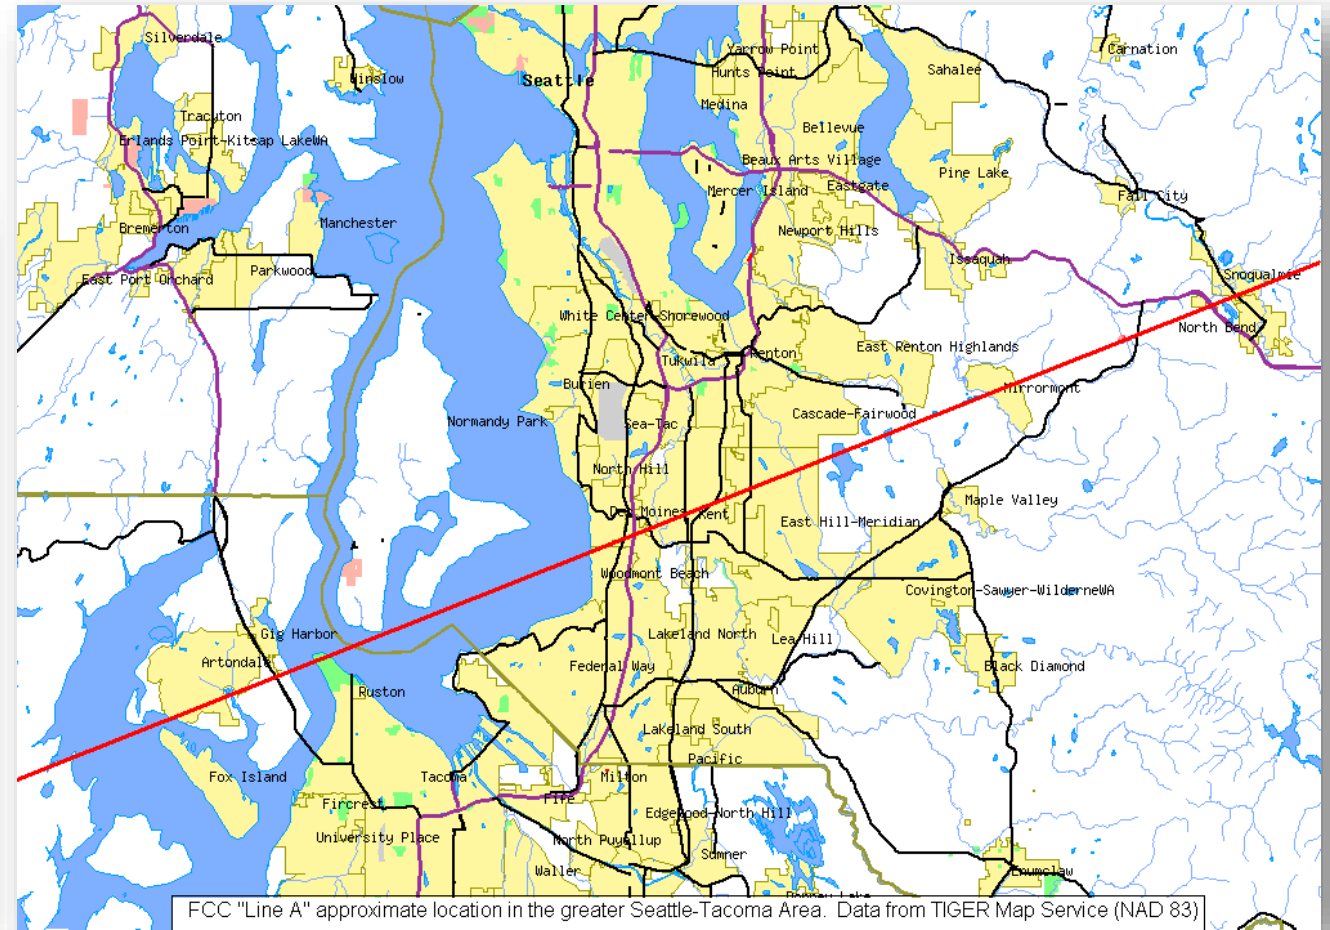 Silverdale
Winslow
Seattle
Yarrow Point
Hunts Point
Carnation
Sahalee
Medina
Tracyton
Bellevue
Erlands Point-Kitsap LakeWA
Beaux Arts Village
Pine Lake
Mercer Island
Eastgate
Fall City
Manchester
Bremerton
Newport Hills
Issaquah
Parkwood
East Port Orchard
Snoqualmie
White Center-Shorewood
North Bend
Tukwila
Renton
East Renton Highlands
Burien
Mirrormont
Cascade-Fairwood
Normandy Park
Sea-Tac
North Hill
Maple Valley
Des Moines
Kent
East Hill-Meridian
Woodmont Beach
Covington-Sawyer-WilderneWA
Gig Harbor
Lakeland North
Lea Hill
Artondale
Federal Way
Black Diamond
Ruston
Auburn
Lakeland South
Pacific
Fox Island
Tacoma
Milton
Fircrest
Fife
Edgewood-North Hill
University Place
North Puyallup
Sumner
Waller
Enumclaw
Bonney Lake
FCC "Line A" approximate location in the greater Seattle-Tacoma Area. Data from TIGER Map Service (NAD 83)